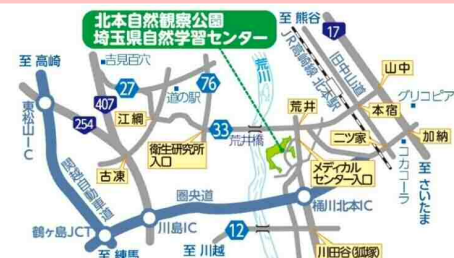 北本自然観察公園
埼玉県自然学習センター
至 熊谷
17
至 高崎
吉見百穴
荒川
JR高崎線 北本駅
旧中山道
山中
27
76
道の駅
407
東松山IC
254
江綱
33
荒井橋
荒井
本宿
グリコピア
二ツ家
加納
衛生研究所
入口
古凍
メディカル
センター入口
コカコーラ
至 さいたま
関越自動車道
圏央道
桶川北本IC
川島IC
鶴ヶ島JCT
12
至 練馬
至 川越
川田谷(狐塚)